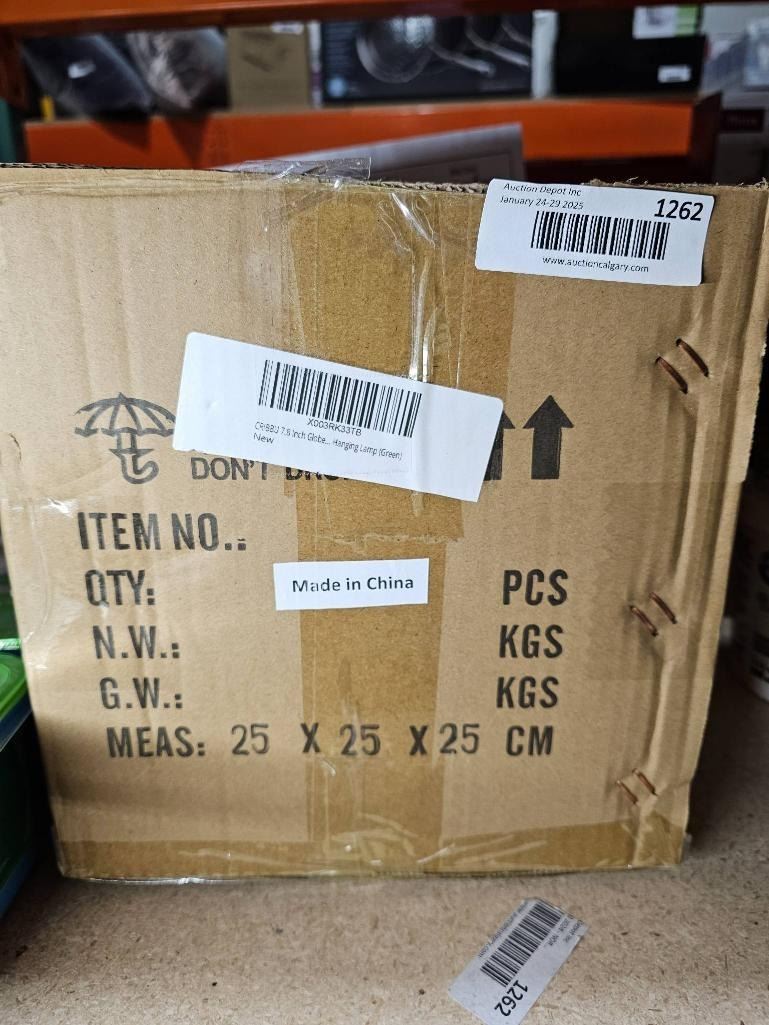 Auction Depot Inc
January 24-29 2025
1262
www.auctioncalgary.com
X003RK33TB
CRIBBU 7.8 Inch Globe... Hanging Lamp (Green)
New
DON'T
ITEM NO.:
QTY: PCS
Made in China
N.W.: KGS
G.W.: KGS
MEAS: 25 X 25 X 25 CM
1262